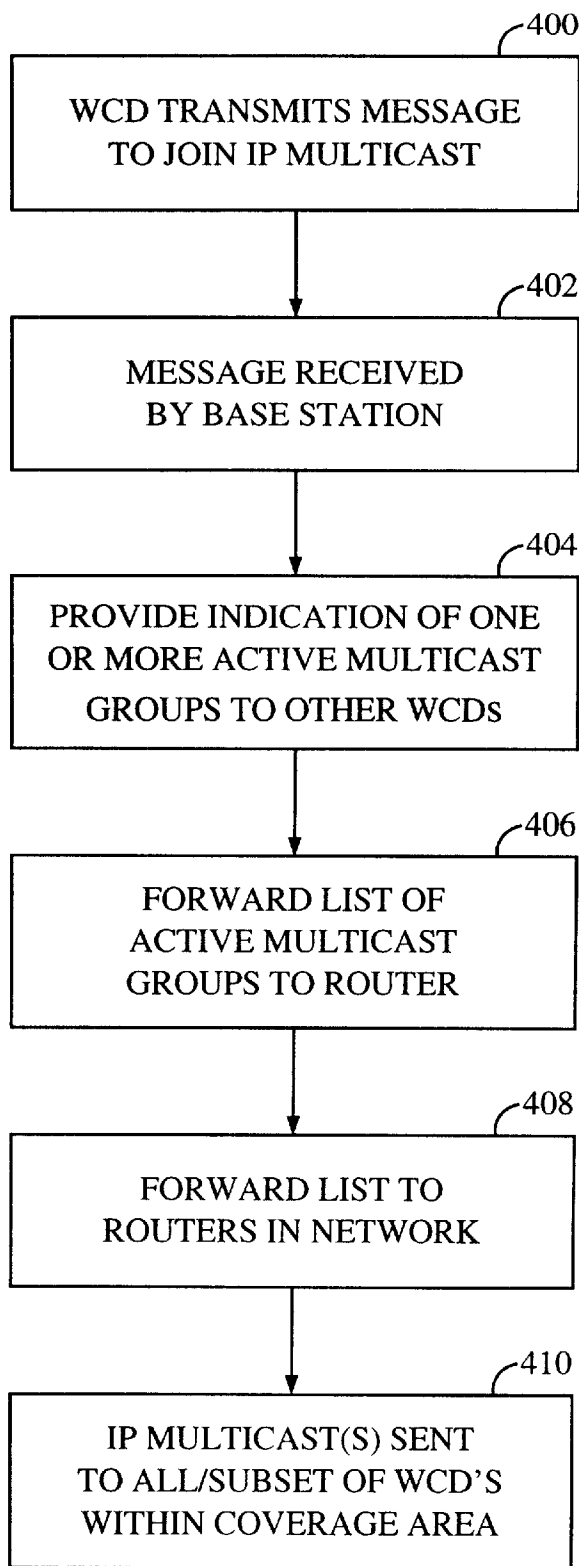 400
WCD TRANSMITS MESSAGE
TO JOIN IP MULTICAST
402
MESSAGE RECEIVED
BY BASE STATION
404
PROVIDE INDICATION OF ONE
OR MORE ACTIVE MULTICAST
GROUPS TO OTHER WCDs
406
FORWARD LIST OF
ACTIVE MULTICAST
GROUPS TO ROUTER
408
FORWARD LIST TO
ROUTERS IN NETWORK
410
IP MULTICAST(S) SENT
TO ALL/SUBSET OF WCD'S
WITHIN COVERAGE AREA